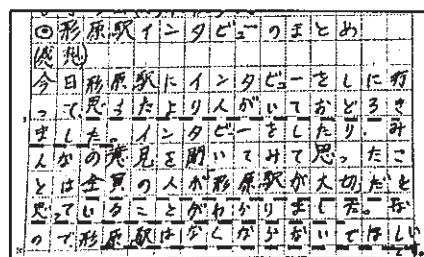 ◎形原駅インタビューのまとめ
(感想)
今日形原駅にインタビューをしに行
って、思ったより人がいておどろき
ました。インタビーをしたり、み
んなの意見を聞いてみて思ったこ
とは全員の人が形原駅が大切だと
思っていることがわかりました。な
ので形原駅はなくならないでほしい
です。